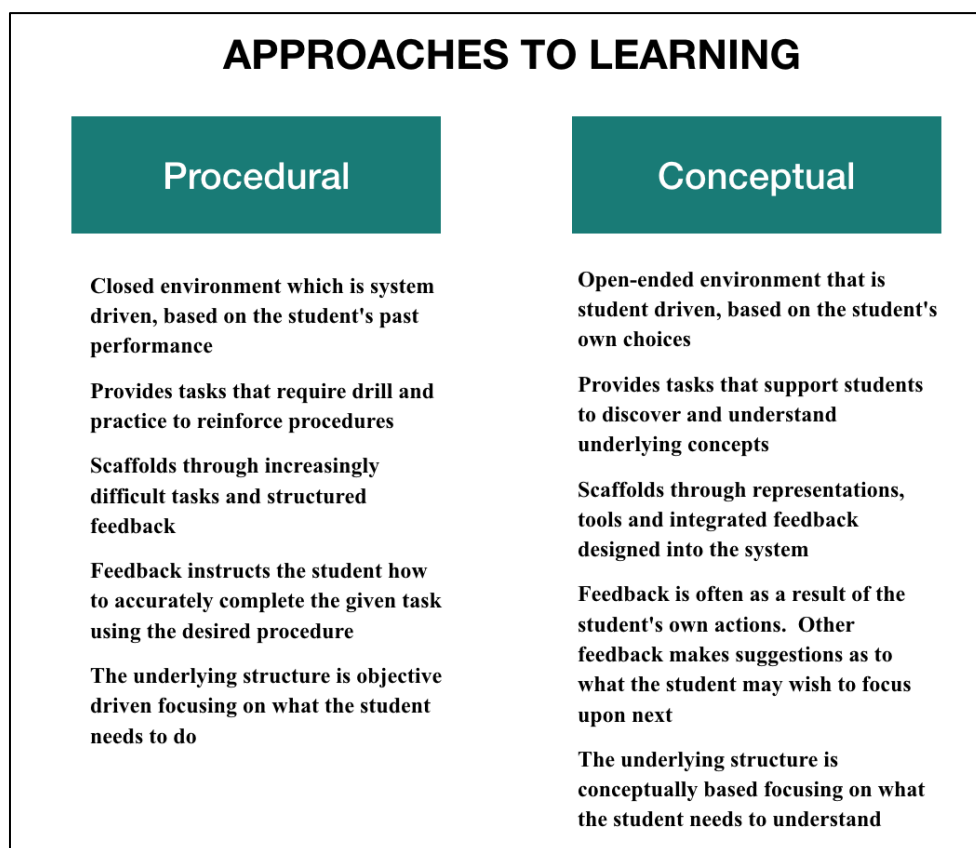 APPROACHES TO LEARNING
Procedural
Closed environment which is system
driven, based on the student's past
performance
Provides tasks that require drill and
practice to reinforce procedures
Scaffolds through increasingly
difficult tasks and structured
feedback
Feedback instructs the student how
to accurately complete the given task
using the desired procedure
The underlying structure is objective
driven focusing on what the student
needs to do
Conceptual
Open-ended environment that is
student driven, based on the student's
own choices
Provides tasks that support students
to discover and understand
underlying concepts
Scaffolds through representations,
tools and integrated feedback
designed into the system
Feedback is often as a result of the
student's own actions.  Other
feedback makes suggestions as to
what the student may wish to focus
upon next
The underlying structure is
conceptually based focusing on what
the student needs to understand